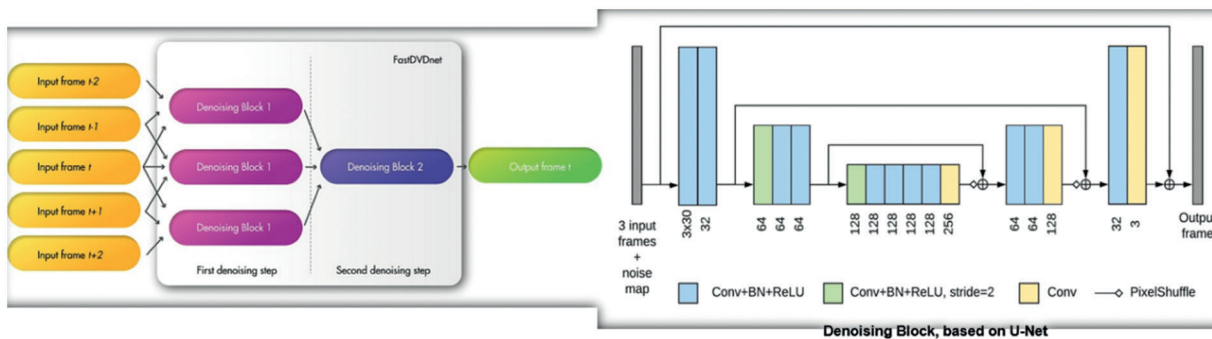 FastDVDnet
Input frame t-2
Input frame t-1
Input frame t
Input frame t+1
Input frame t+2
Denoising Block 1
Denoising Block 1
Denoising Block 1
Denoising Block 2
Output frame t
First denoising step
Second denoising step
3 input
frames
+
noise
map
3x30
32
64
64
64
128
128
128
128
128
256
64
64
128
32
3
Output
frame
Conv+BN+ReLU
Conv+BN+ReLU, stride=2
Conv
PixelShuffle
Denoising Block, based on U-Net